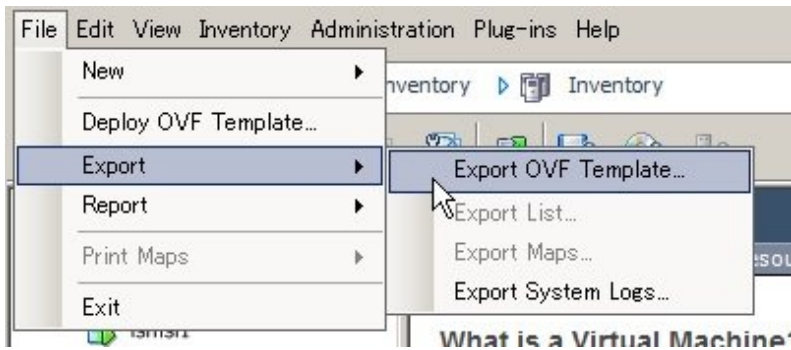 File Edit View Inventory Administration Plug-ins Help
New
Inventory
Deploy OVF Template...
Export
Export OVF Template...
Report
Export List...
Print Maps
Export Maps...
Exit
Export System Logs...
What is a Virtual Machine?